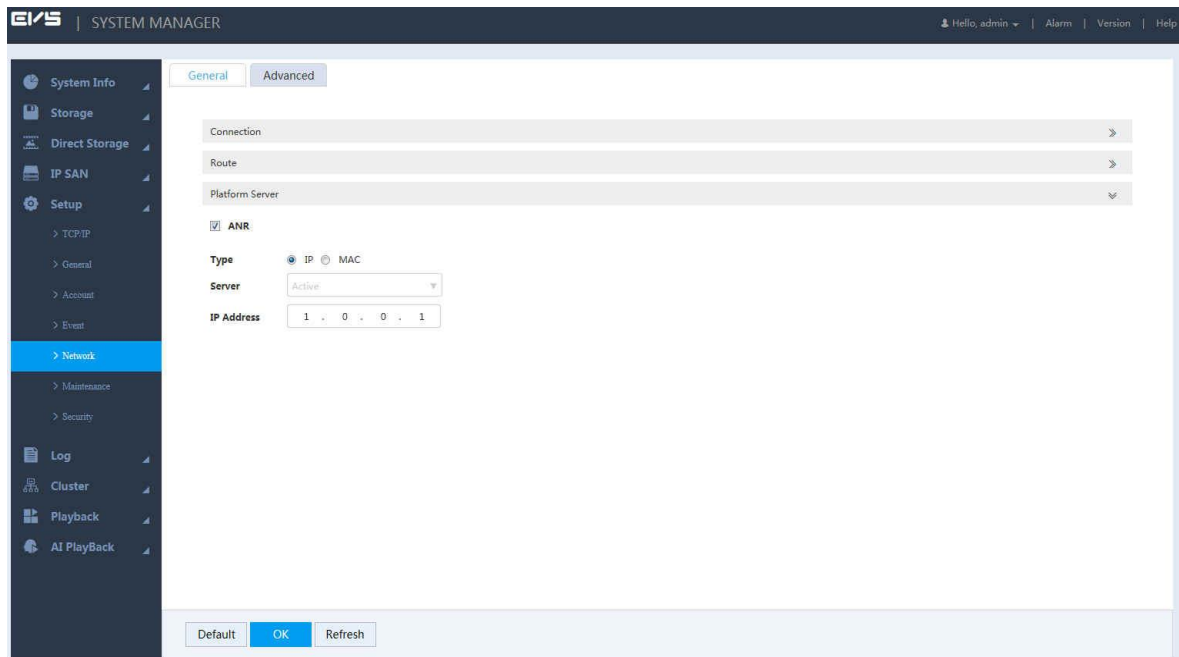 EVS | SYSTEM MANAGER
Hello, admin | Alarm | Version | Help
General Advanced
System Info
Storage
Direct Storage
IP SAN
Setup
> TCP/IP
> General
> Account
> Event
> Network
> Maintenance
> Security
Log
Cluster
Playback
AI PlayBack
Connection
Route
Platform Server
ANR
Type IP MAC
Server Active
IP Address 1 . 0 . 0 . 1
Default OK Refresh